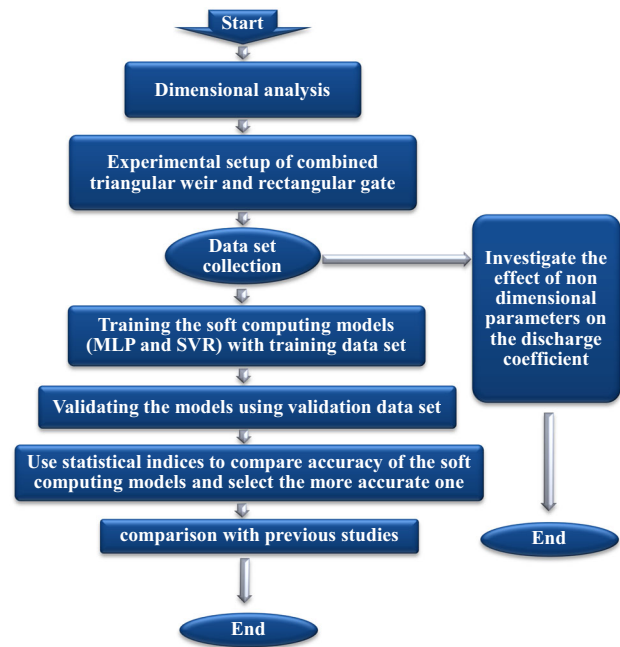 Start
Dimensional analysis
Experimental setup of combined
triangular weir and rectangular gate
Data set
collection
Investigate the
effect of non
dimensional
parameters on
the discharge
coefficient
Training the soft computing models
(MLP and SVR) with training data set
Validating the models using validation data set
Use statistical indices to compare accuracy of the soft
computing models and select the more accurate one
comparison with previous studies
End
End